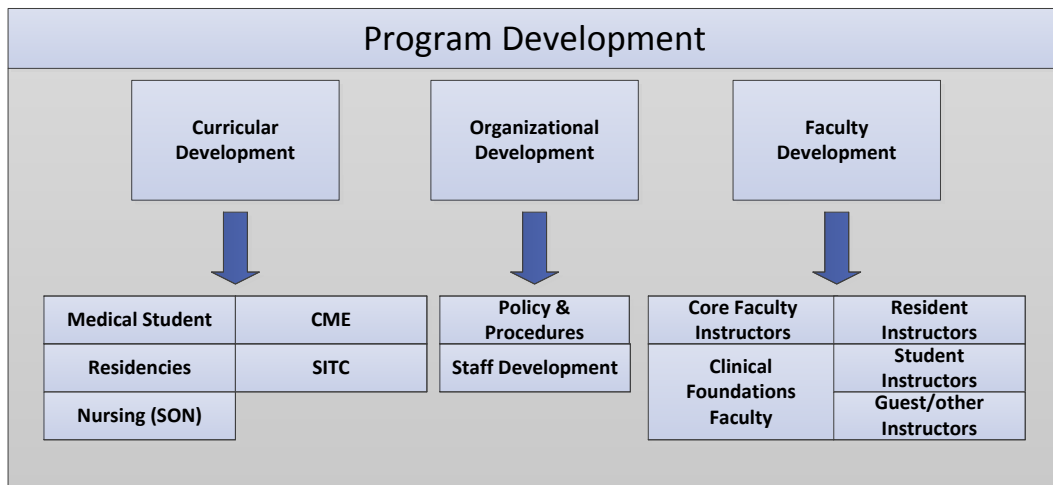 Program Development
Curricular
Development
Organizational
Development
Faculty
Development
Medical Student
CME
Residencies
SITC
Nursing (SON)
Policy &
Procedures
Staff Development
Core Faculty
Instructors
Resident
Instructors
Clinical
Foundations
Faculty
Student
Instructors
Guest/other
Instructors